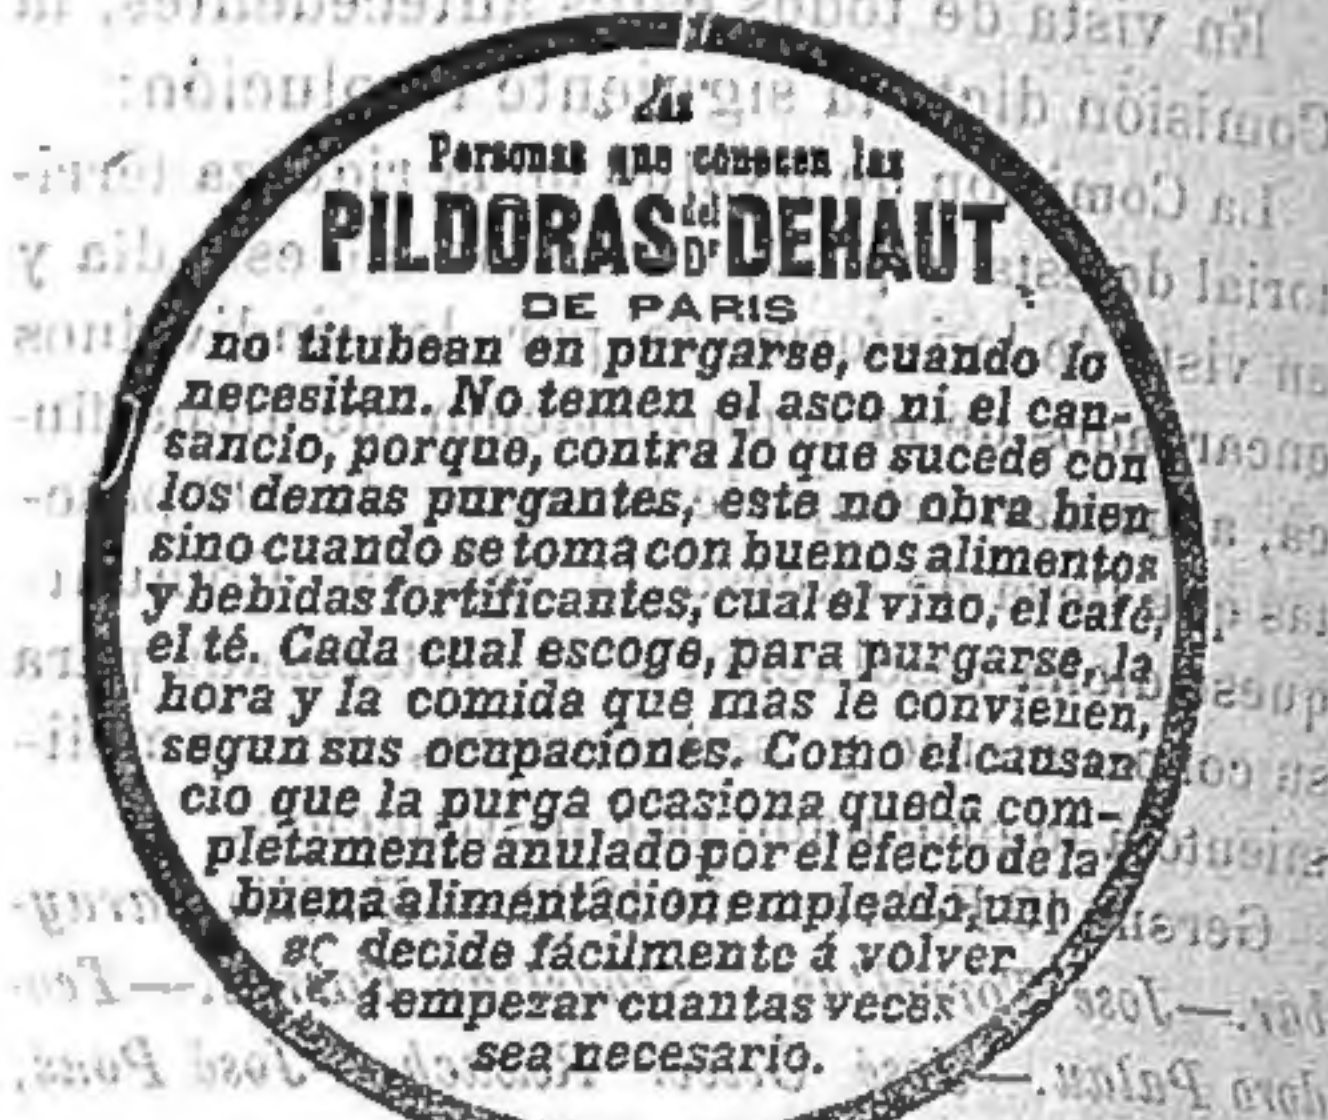 Las
Personas que conocen las
PILDORAS del Dr DEHAUT
DE PARIS
no titubean en purgarse, cuando lo
necesitan. No temen el asco ni el can-
sancio, porque, contra lo que sucede con
los demas purgantes, este no obra bien
sino cuando se toma con buenos alimentos
y bebidas fortificantes, cual el vino, el café,
el té. Cada cual escoge, para purgarse, la
hora y la comida que mas le convienen,
segun sus ocupaciones. Como el causan
cio que la purga ocasiona queda com-
pletamente anulado por el efecto de la
buena alimentacion empleada, uno
se decide fácilmente á volver
á empezar cuantas veces
sea necesario.